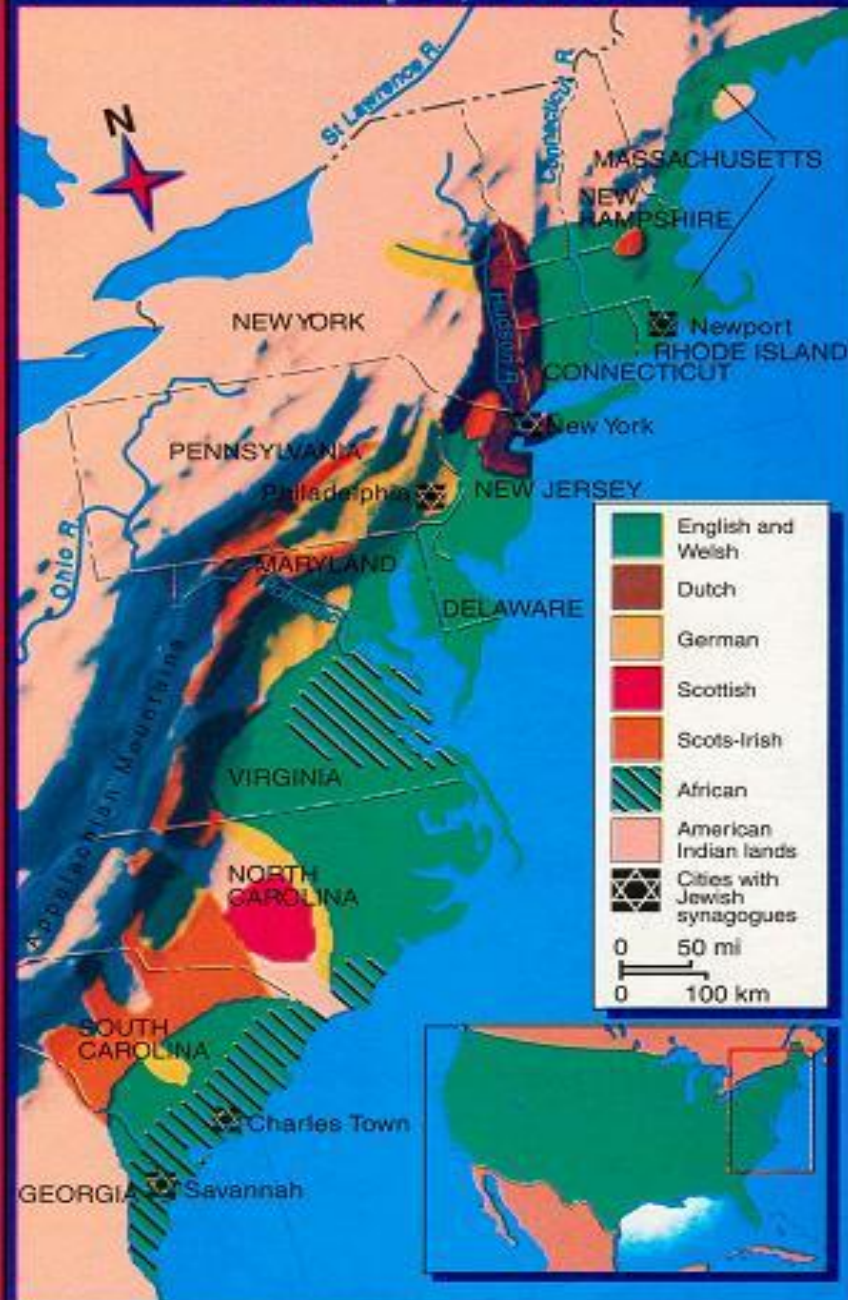 N
St Lawrence R.
Connecticut R.
MASSACHUSETTS
NEW
HAMPSHIRE
NEW YORK
Hudson R.
Newport
RHODE ISLAND
CONNECTICUT
New York
PENNSYLVANIA
Philadelphia
NEW JERSEY
Ohio R.
MARYLAND
Potomac
DELAWARE
Appalachian Mountains
VIRGINIA
NORTH
CAROLINA
SOUTH
CAROLINA
Charles Town
GEORGIA
Savannah
English and
Welsh
Dutch
German
Scottish
Scots-Irish
African
American
Indian lands
Cities with
Jewish
synagogues
0 50 mi
0 100 km